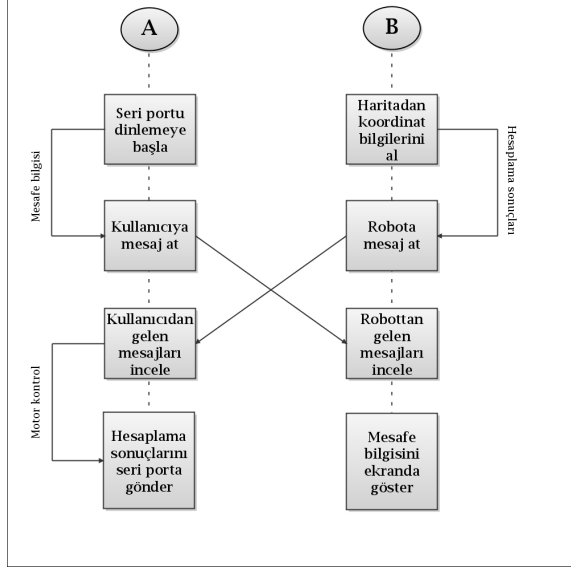 A
B
Seri portu
dinlemeye
başla
Haritadan
koordinat
bilgilerini
al
Mesafe bilgisi
Hesaplama sonuçları
Kullanıcıya
mesaj at
Robota
mesaj at
Kullanıcıdan
gelen
mesajları
incele
Robottan
gelen
mesajları
incele
Motor kontrol
Hesaplama
sonuçlarını
seri porta
gönder
Mesafe
bilgisini
ekranda
göster